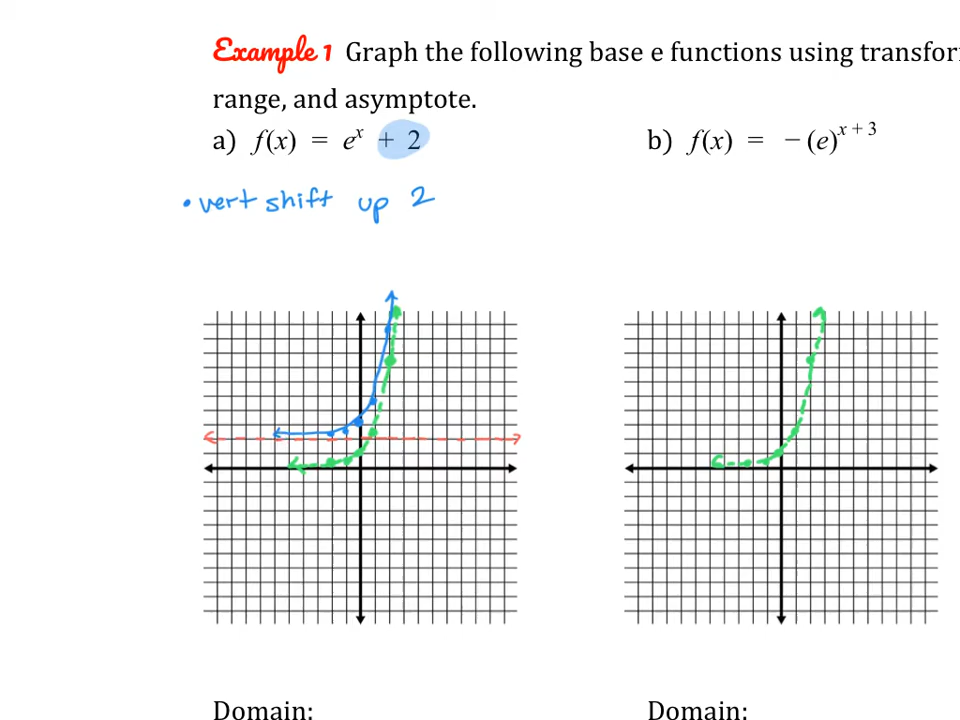 Example 1 Graph the following base e functions using transfor
range, and asymptote.
a) f(x) = e^x + 2
b) f(x) = −(e)^{x + 3}
• vert shift up 2
Domain:
Domain: